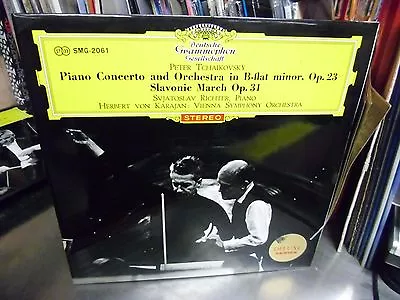 SMG-2061
Deutsche
Grammophon
Gesellschaft
PETER TCHAIKOVSKY
Piano Concerto and Orchestra in B-flat minor. Op.23
Slavonic March Op.31
SVJATOSLAV RICHTER, PIANO
HERBERT VON KARAJAN: VIENNA SYMPHONY ORCHESTRA
STEREO